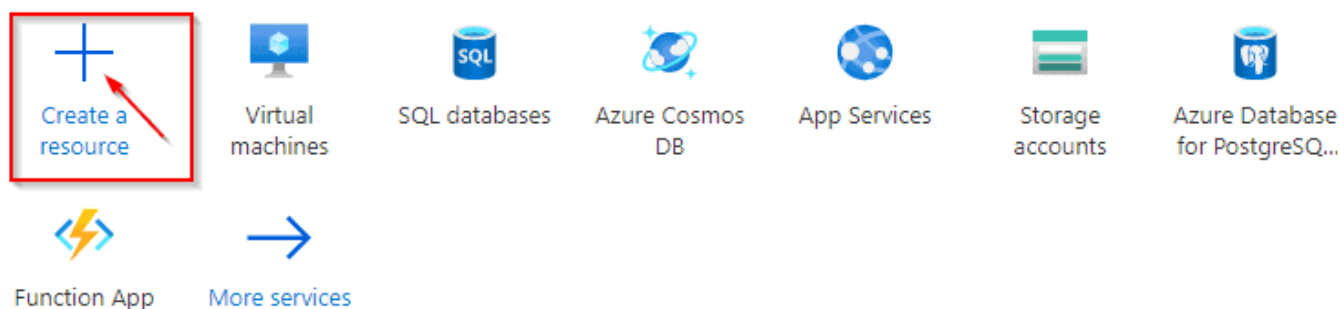 SQL
Create a
resource
Virtual
machines
SQL databases
Azure Cosmos
DB
App Services
Storage
accounts
Azure Database
for PostgreSQ...
Function App
More services